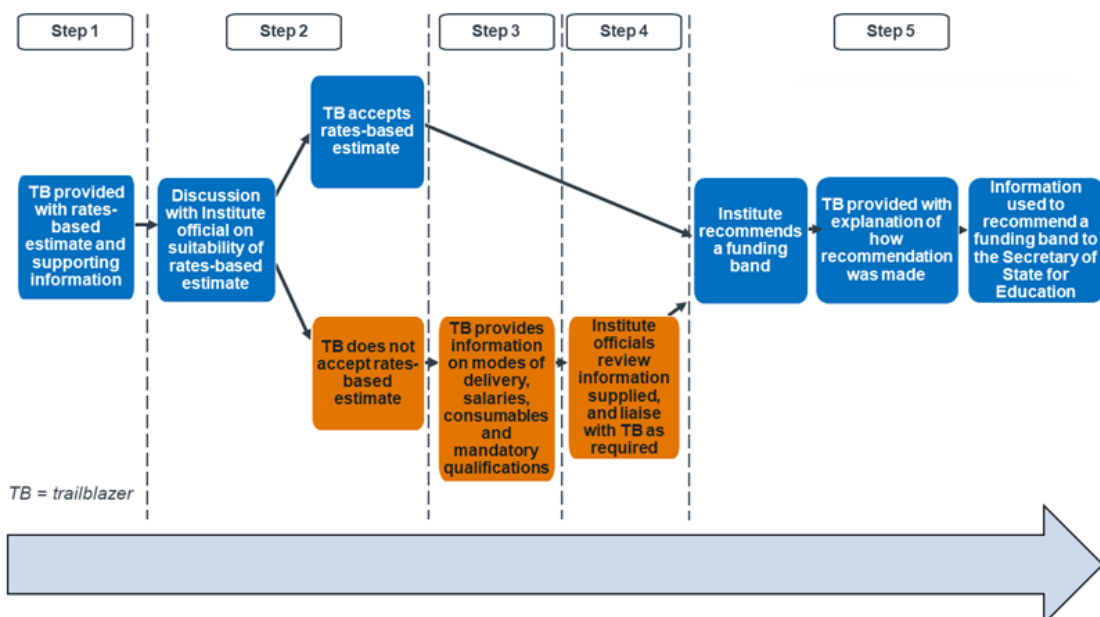 Step 1
Step 2
Step 3
Step 4
Step 5
TB provided
with rates-
based
estimate and
supporting
information
Discussion
with Institute
official on
suitability of
rates-based
estimate
TB accepts
rates-based
estimate
TB does not
accept rates-
based
estimate
TB provides
information
on modes of
delivery,
salaries,
consumables
and
mandatory
qualifications
Institute
officials
review
information
supplied,
and liaise
with TB as
required
Institute
recommends
a funding
band
TB provided with
explanation of
how
recommendation
was made
Information
used to
recommend a
funding band to
the Secretary of
State for
Education
TB = trailblazer